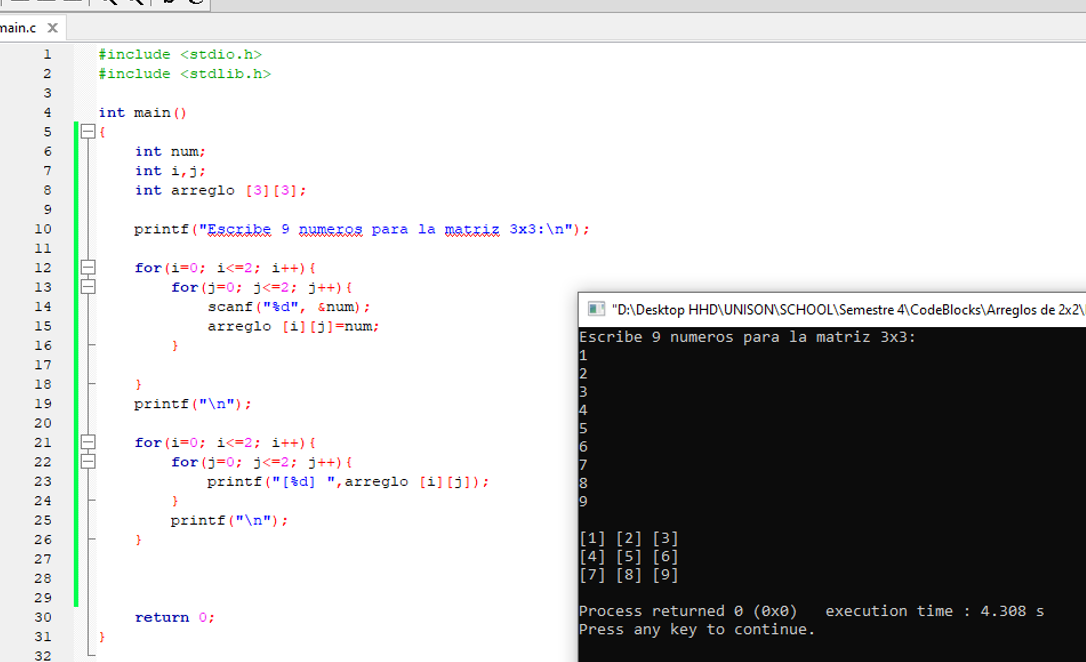 main.c X
1 #include <stdio.h>
2 #include <stdlib.h>
3
4 int main()
5 {
6 int num;
7 int i,j;
8 int arreglo [3][3];
9
10 printf("Escribe 9 numeros para la matriz 3x3:\n");
11
12 for(i=0; i<=2; i++){
13 for(j=0; j<=2; j++){
14 scanf("%d", &num);
15 arreglo [i][j]=num;
16 }
17
18 }
19 printf("\n");
20
21 for(i=0; i<=2; i++){
22 for(j=0; j<=2; j++){
23 printf("[%d] ",arreglo [i][j]);
24 }
25 printf("\n");
26 }
27
28
29
30 return 0;
31 }
32
"D:\Desktop HHD\UNISON\SCHOOL\Semestre 4\CodeBlocks\Arreglos de 2x2\
Escribe 9 numeros para la matriz 3x3:
1
2
3
4
5
6
7
8
9
[1] [2] [3]
[4] [5] [6]
[7] [8] [9]
Process returned 0 (0x0) execution time : 4.308 s
Press any key to continue.